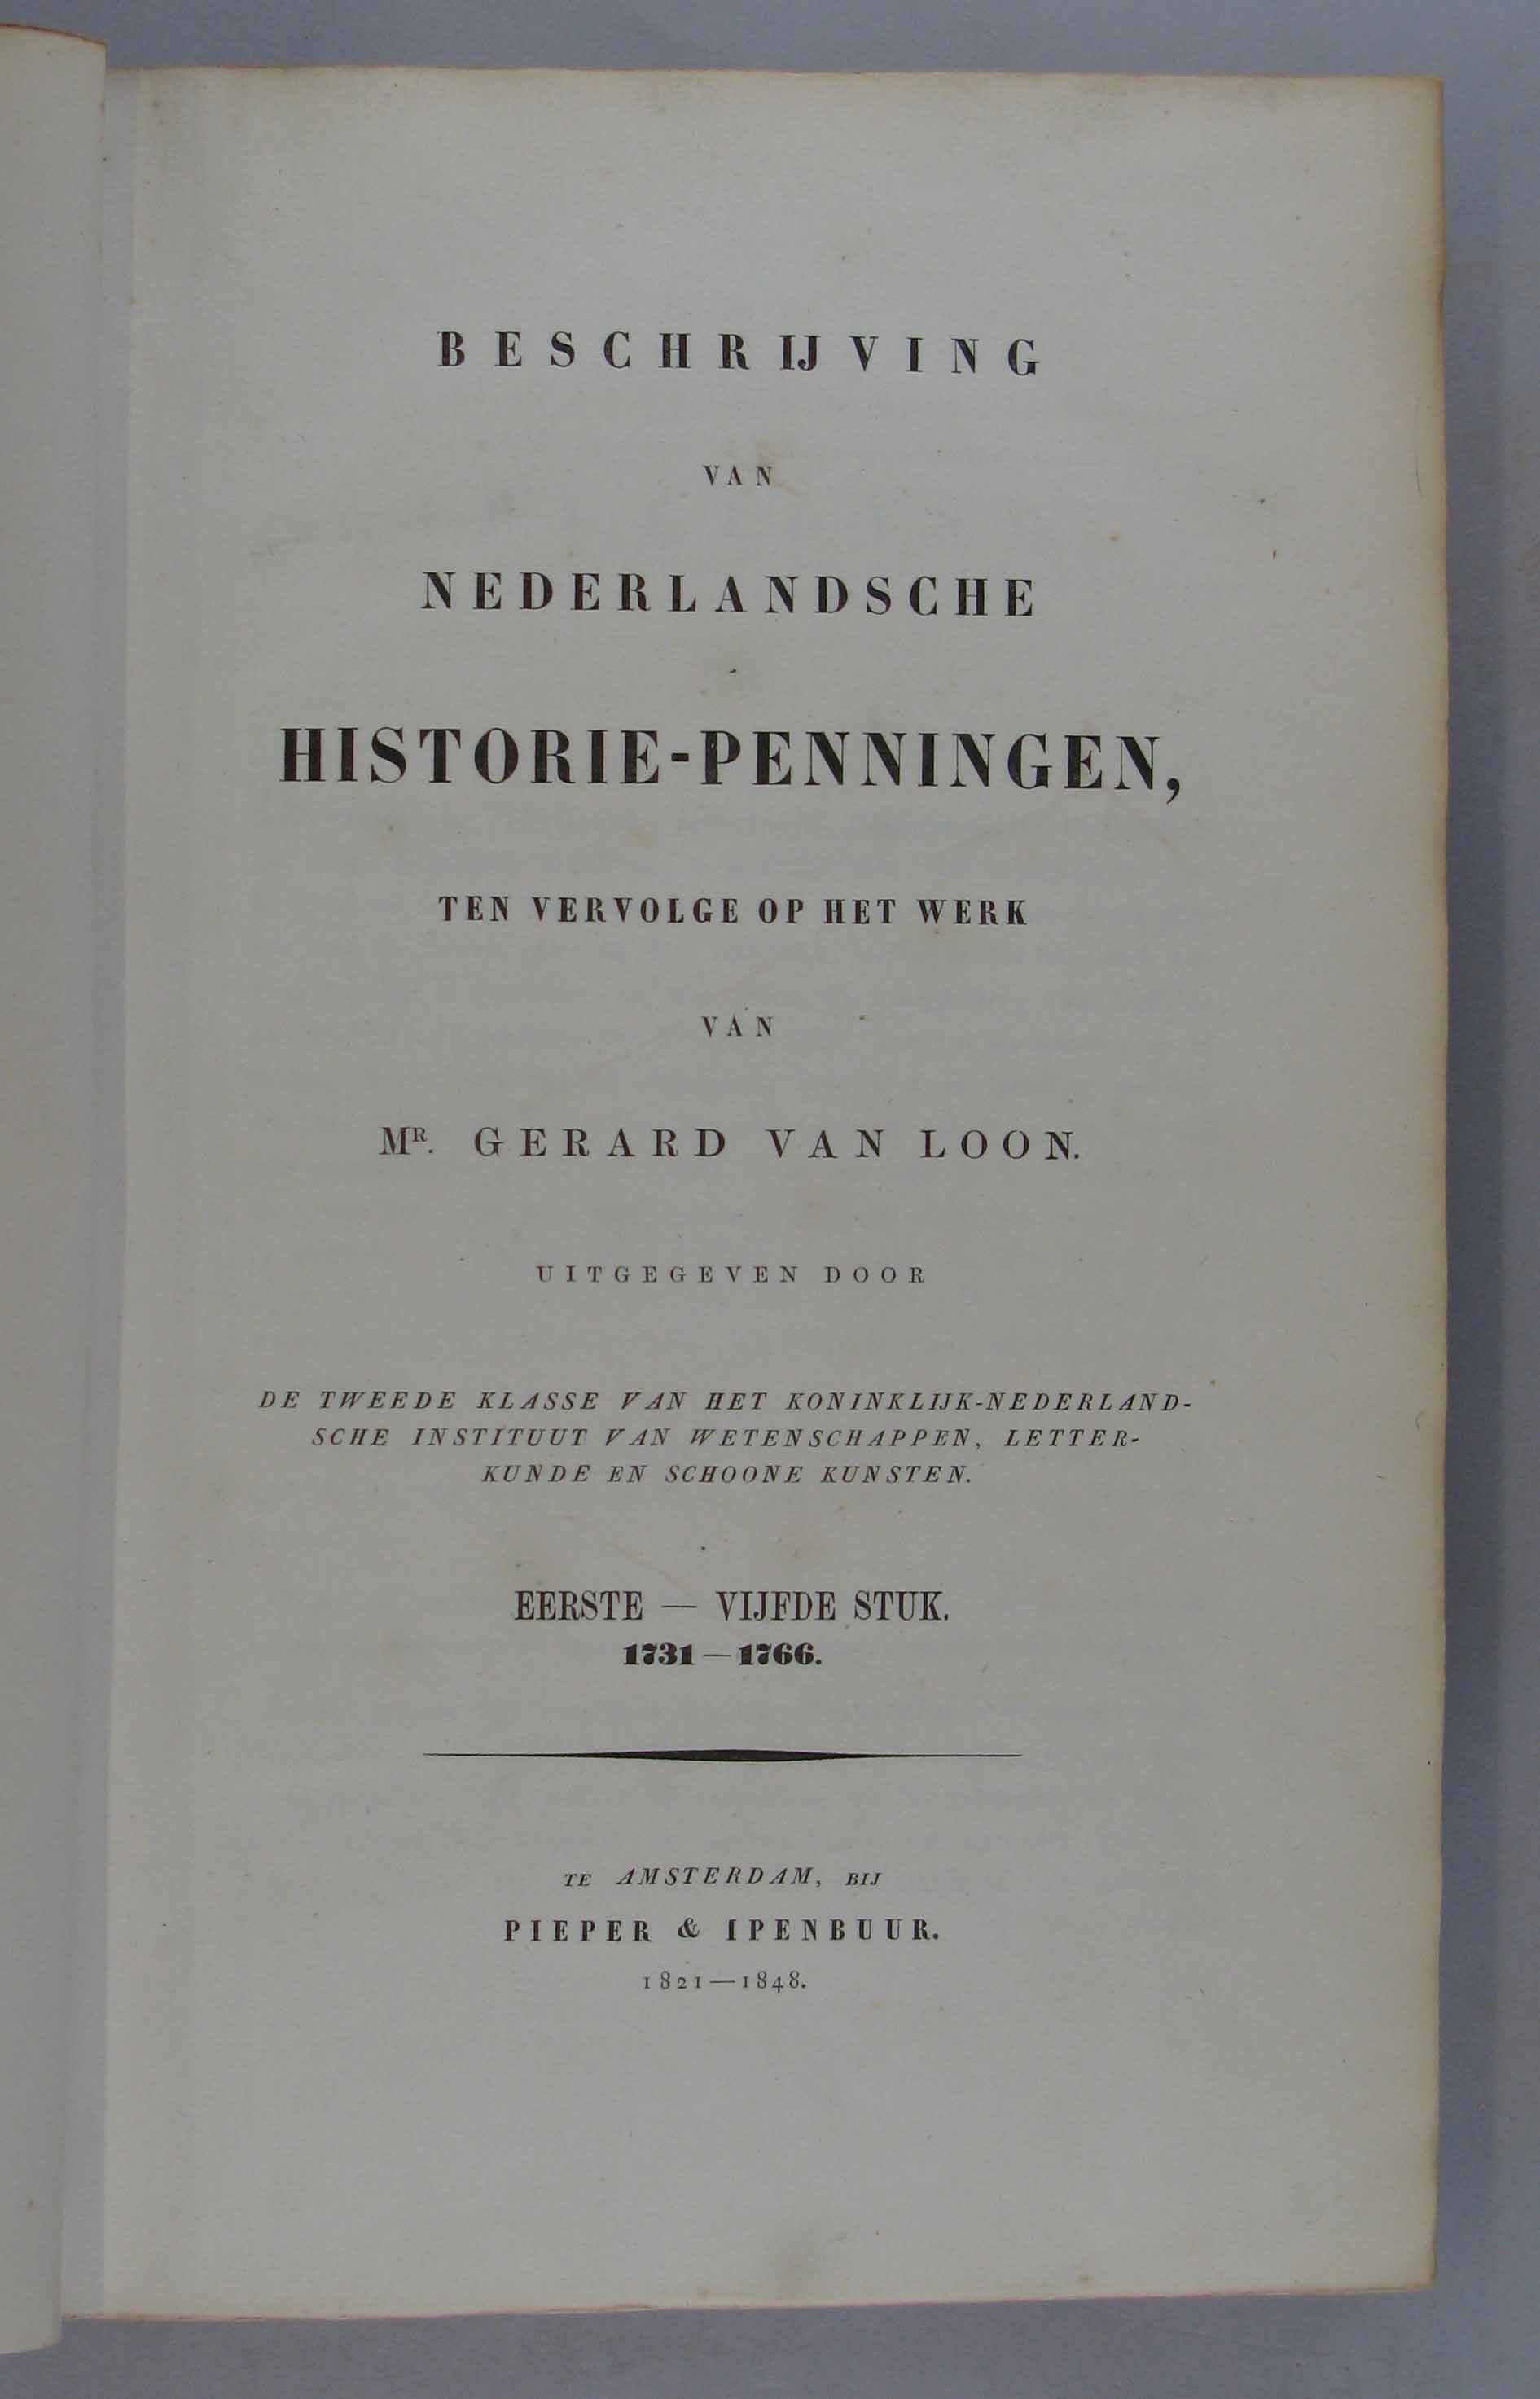 BESCHRIJVING
VAN
NEDERLANDSCHE
HISTORIE-PENNINGEN,
TEN VERVOLGE OP HET WERK
VAN
MR. GERARD VAN LOON.
UITGEGEVEN DOOR
DE TWEEDE KLASSE VAN HET KONINKLIJK-NEDERLAND-
SCHE INSTITUUT VAN WETENSCHAPPEN, LETTER-
KUNDE EN SCHOONE KUNSTEN.
EERSTE — VIJFDE STUK.
1731 — 1766.
TE AMSTERDAM, BIJ
PIEPER & IPENBUUR.
1821—1848.